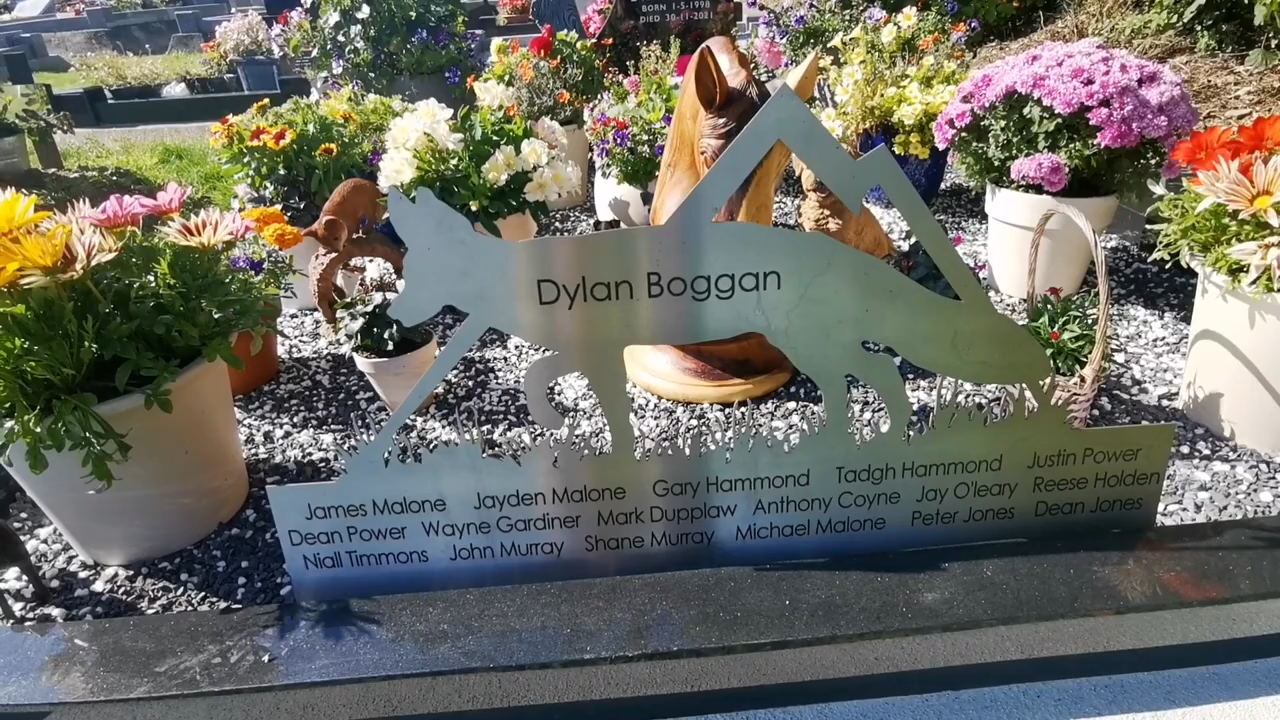 BORN 1-5-1998
DIED 30-11-2021
Dylan Boggan
James Malone Jayden Malone Gary Hammond Tadgh Hammond Justin Power
Dean Power Wayne Gardiner Mark Dupplaw Anthony Coyne Jay O'leary Reese Holden
Niall Timmons John Murray Shane Murray Michael Malone Peter Jones Dean Jones